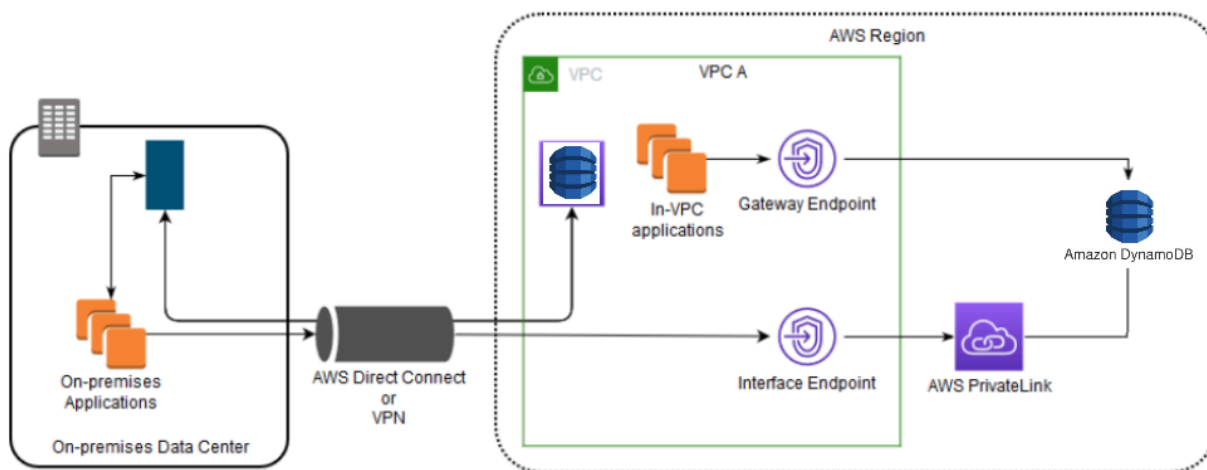 AWS Region
VPC
VPC A
In-VPC
applications
Gateway Endpoint
Amazon DynamoDB
On-premises
Applications
On-premises Data Center
AWS Direct Connect
or
VPN
Interface Endpoint
AWS PrivateLink